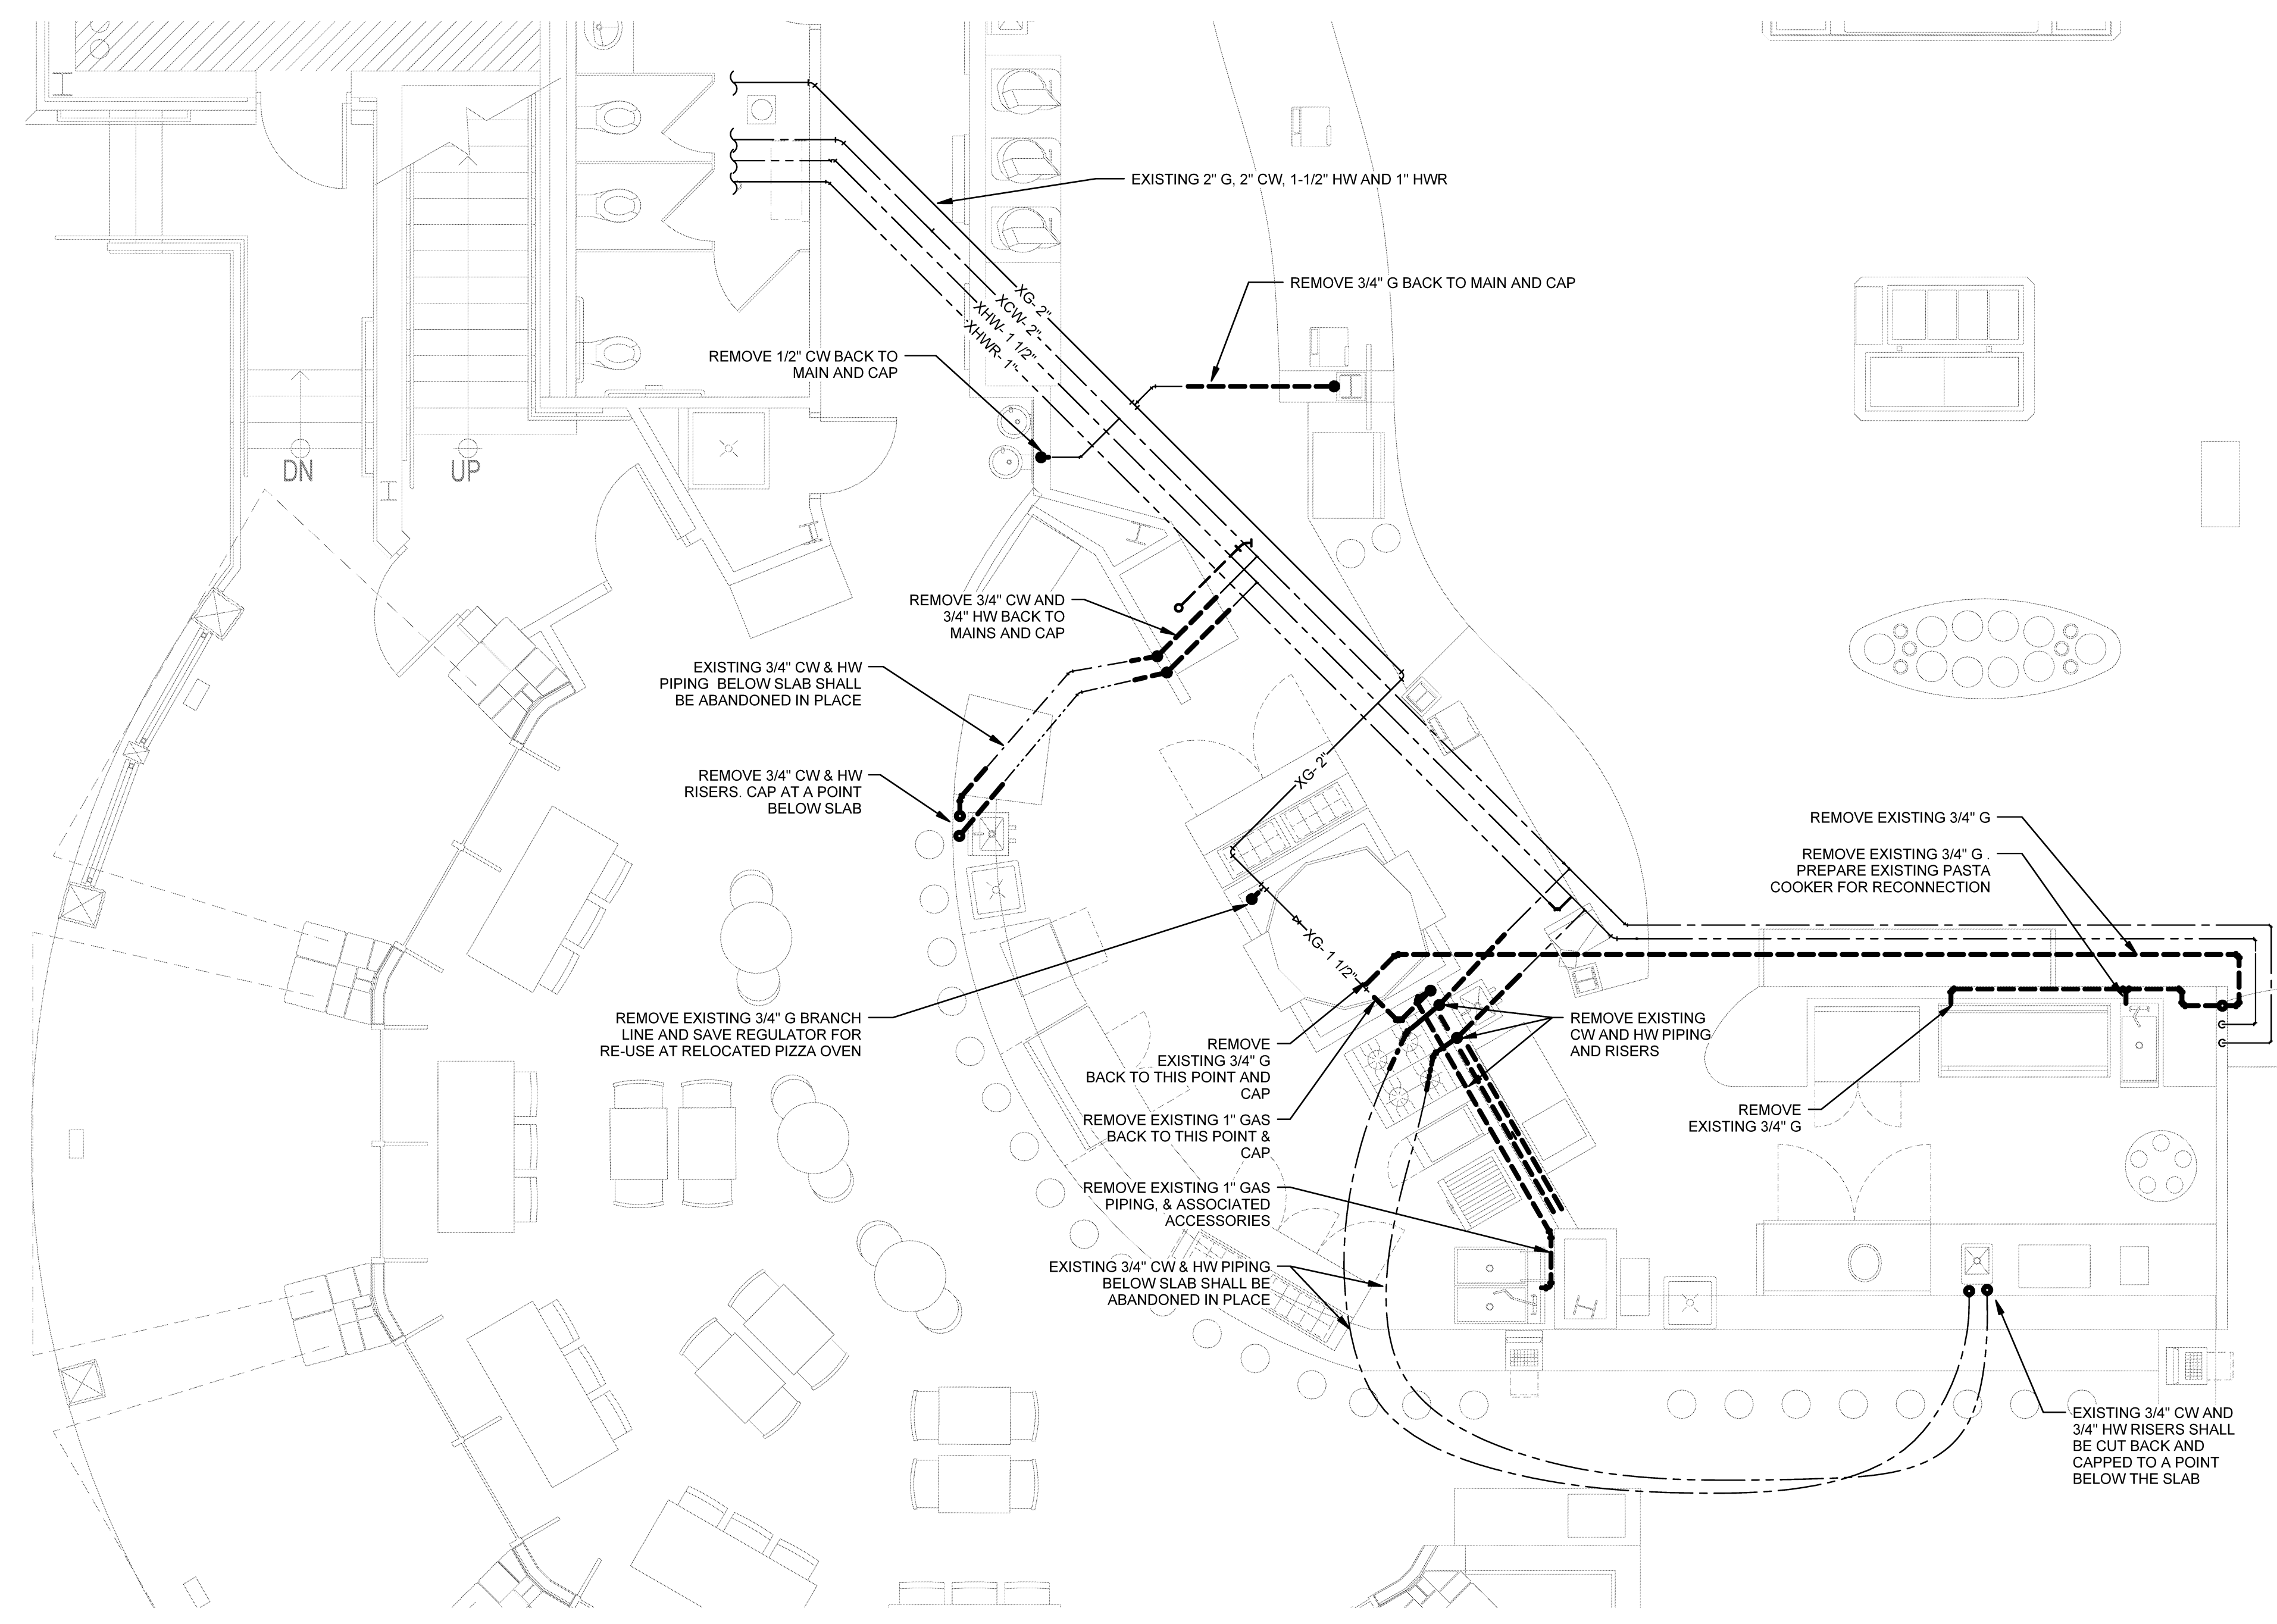 EXISTING 2" G, 2" CW, 1-1/2" HW AND 1" HWR
REMOVE 3/4" G BACK TO MAIN AND CAP
XG- 2"
XCW- 2"
XHW- 1 1/2"
XHWR- 1"
REMOVE 1/2" CW BACK TO
MAIN AND CAP
DN
UP
REMOVE 3/4" CW AND
3/4" HW BACK TO
MAINS AND CAP
EXISTING 3/4" CW & HW
PIPING BELOW SLAB SHALL
BE ABANDONED IN PLACE
REMOVE 3/4" CW & HW
RISERS. CAP AT A POINT
BELOW SLAB
XG- 2"
REMOVE EXISTING 3/4" G
REMOVE EXISTING 3/4" G .
PREPARE EXISTING PASTA
COOKER FOR RECONNECTION
XG- 1 1/2"
REMOVE EXISTING 3/4" G BRANCH
LINE AND SAVE REGULATOR FOR
RE-USE AT RELOCATED PIZZA OVEN
REMOVE
EXISTING 3/4" G
BACK TO THIS POINT AND
CAP
REMOVE EXISTING
CW AND HW PIPING
AND RISERS
REMOVE
EXISTING 3/4" G
REMOVE EXISTING 1" GAS
BACK TO THIS POINT &
CAP
REMOVE EXISTING 1" GAS
PIPING, & ASSOCIATED
ACCESSORIES
EXISTING 3/4" CW & HW PIPING
BELOW SLAB SHALL BE
ABANDONED IN PLACE
EXISTING 3/4" CW AND
3/4" HW RISERS SHALL
BE CUT BACK AND
CAPPED TO A POINT
BELOW THE SLAB